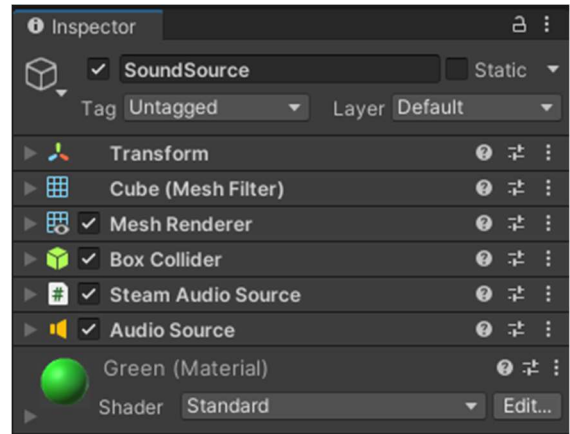 Inspector
SoundSource Static
Tag Untagged Layer Default
Transform
Cube (Mesh Filter)
Mesh Renderer
Box Collider
# Steam Audio Source
Audio Source
Green (Material)
Shader Standard Edit...